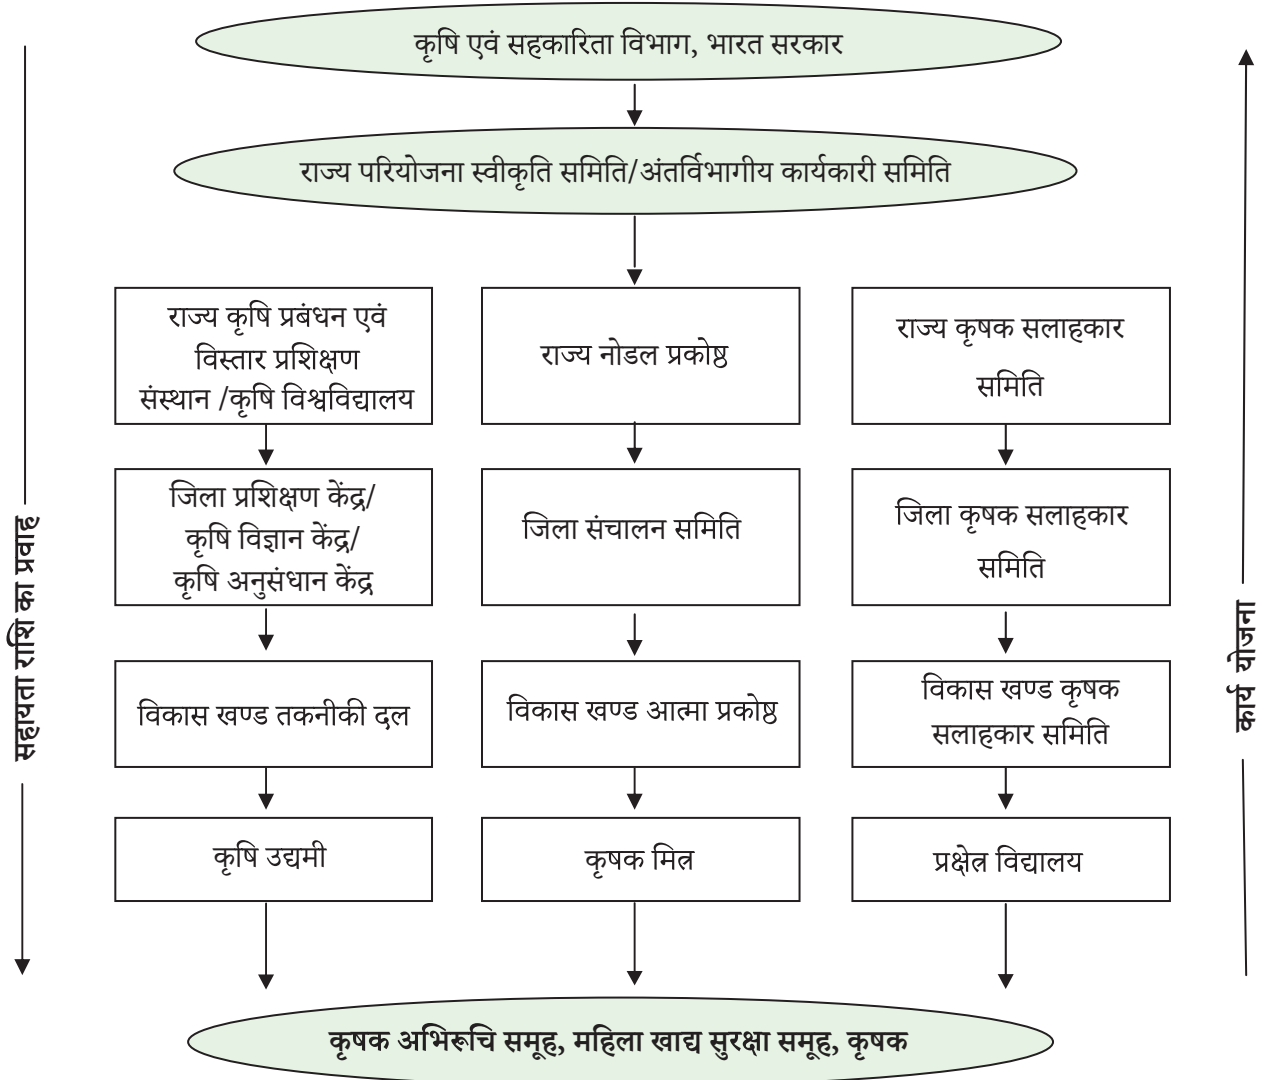 कृषि एवं सहकारिता विभाग, भारत सरकार
राज्य परियोजना स्वीकृति समिति/अंतर्विभागीय कार्यकारी समिति
राज्य कृषि प्रबंधन एवं
विस्तार प्रशिक्षण
संस्थान /कृषि विश्वविद्यालय
राज्य नोडल प्रकोष्ठ
राज्य कृषक सलाहकार
समिति
जिला प्रशिक्षण केंद्र/
कृषि विज्ञान केंद्र/
कृषि अनुसंधान केंद्र
जिला संचालन समिति
जिला कृषक सलाहकार
समिति
विकास खण्ड तकनीकी दल
विकास खण्ड आत्मा प्रकोष्ठ
विकास खण्ड कृषक
सलाहकार समिति
कृषि उद्यमी
कृषक मित्र
प्रक्षेत्र विद्यालय
कृषक अभिरूचि समूह, महिला खाद्य सुरक्षा समूह, कृषक
सहायता राशि का प्रवाह
कार्य योजना